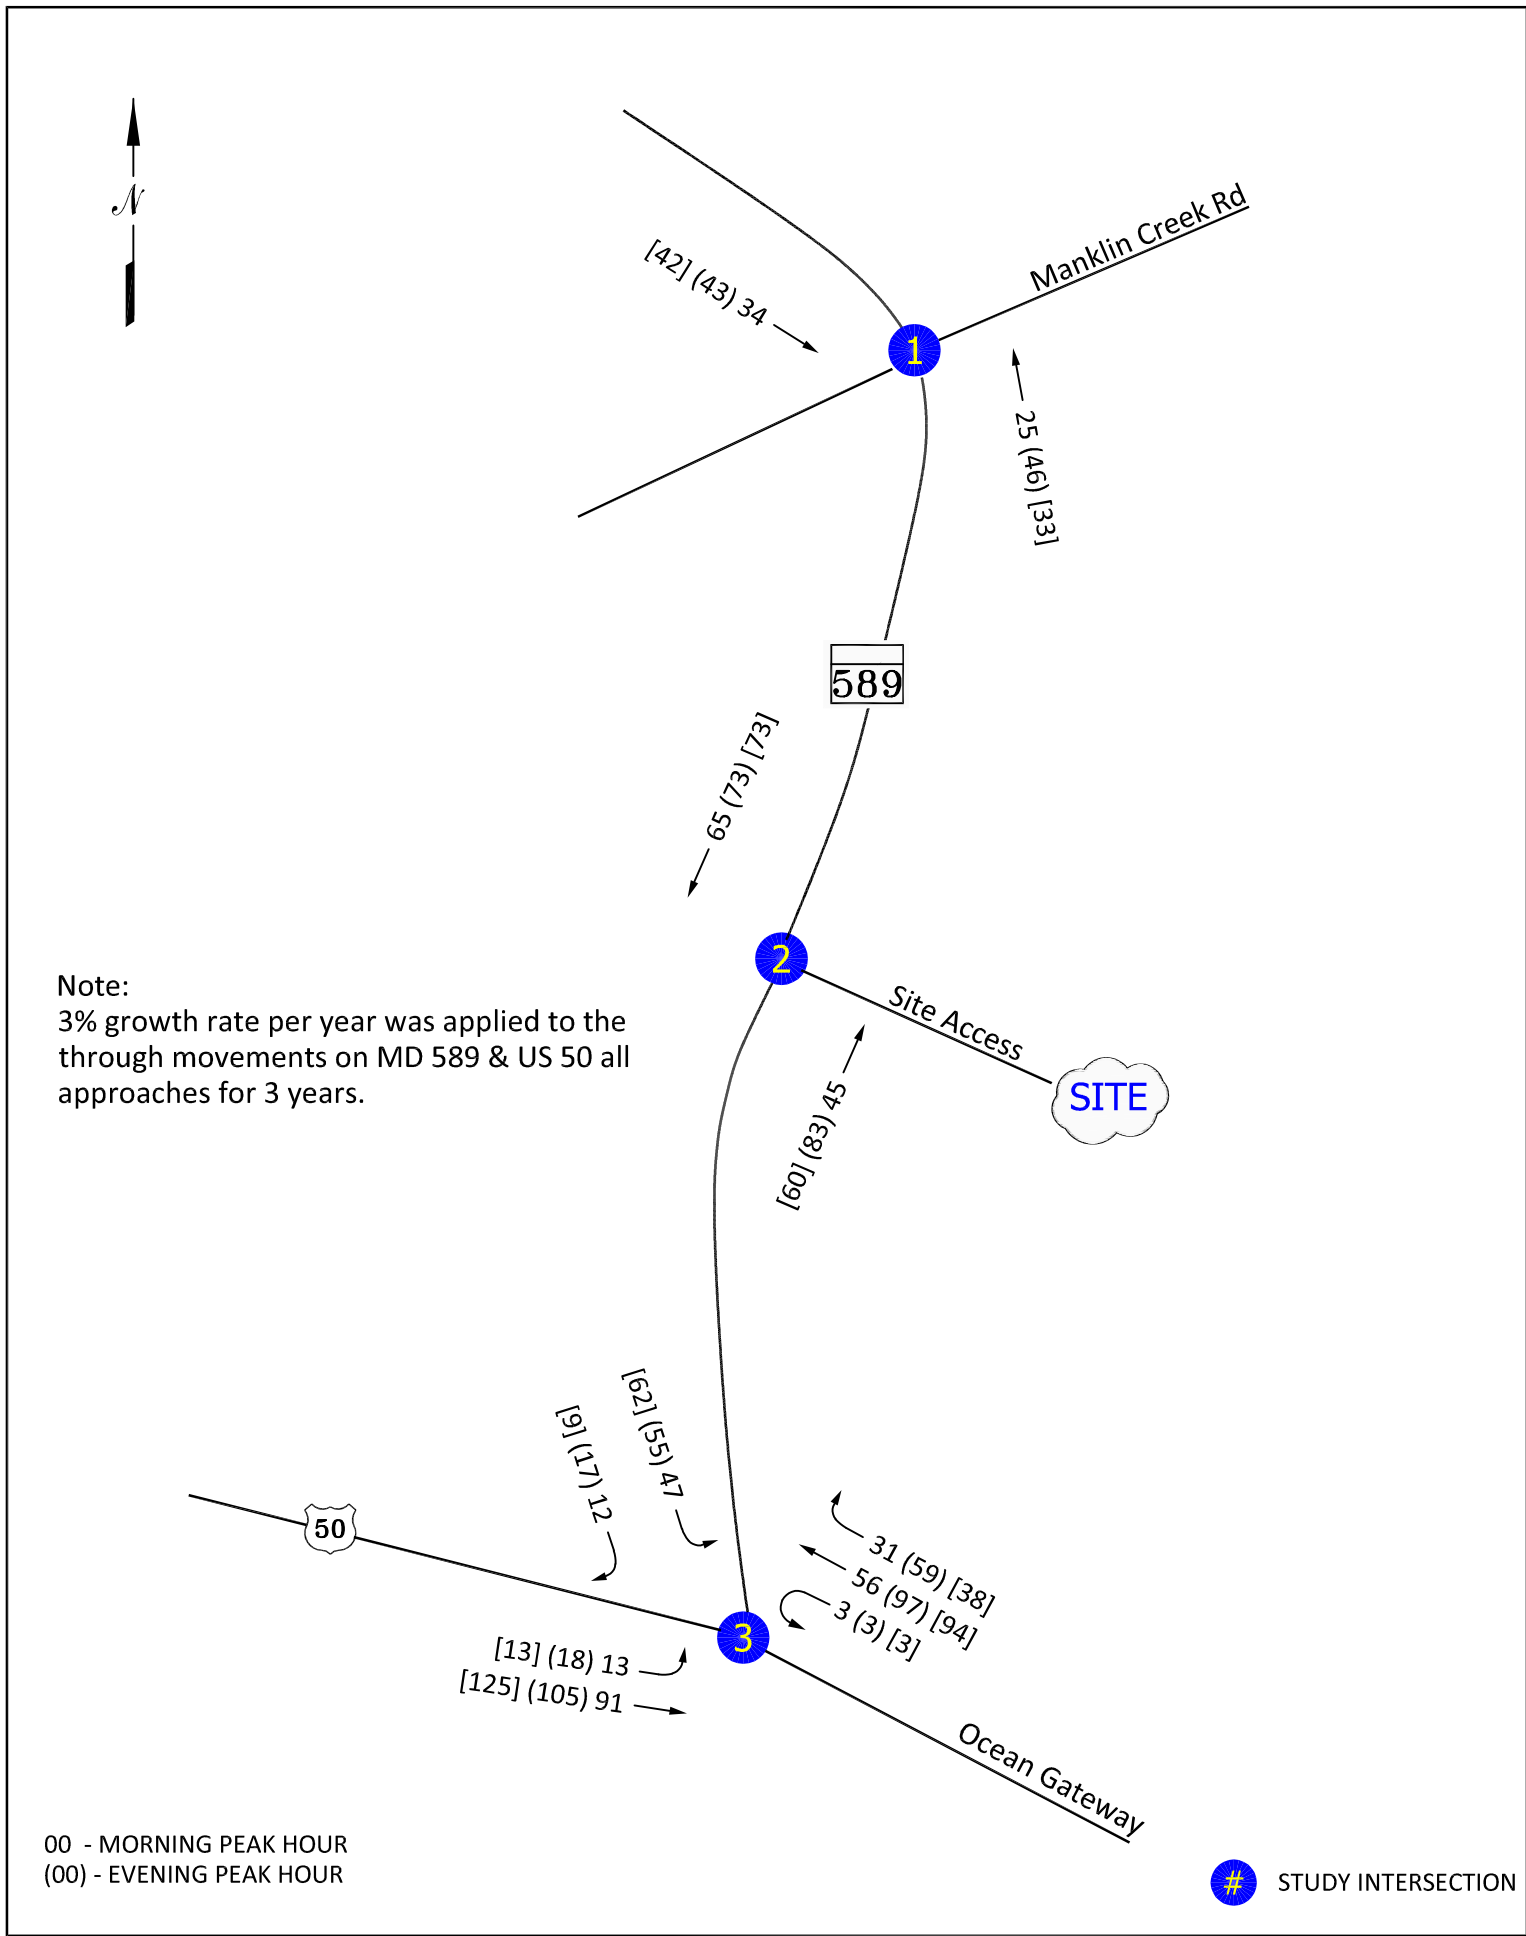 N
Manklin Creek Rd
[42] (43) 34
1
25 (46) [33]
589
65 (73) [73]
2
Site Access
SITE
Note:
3% growth rate per year was applied to the
through movements on MD 589 & US 50 all
approaches for 3 years.
[60] (83) 45
[62] (55) 47
[9] (17) 12
50
31 (59) [38]
56 (97) [94]
3 (3) [3]
3
[13] (18) 13
[125] (105) 91
Ocean Gateway
00 - MORNING PEAK HOUR
(00) - EVENING PEAK HOUR
# STUDY INTERSECTION